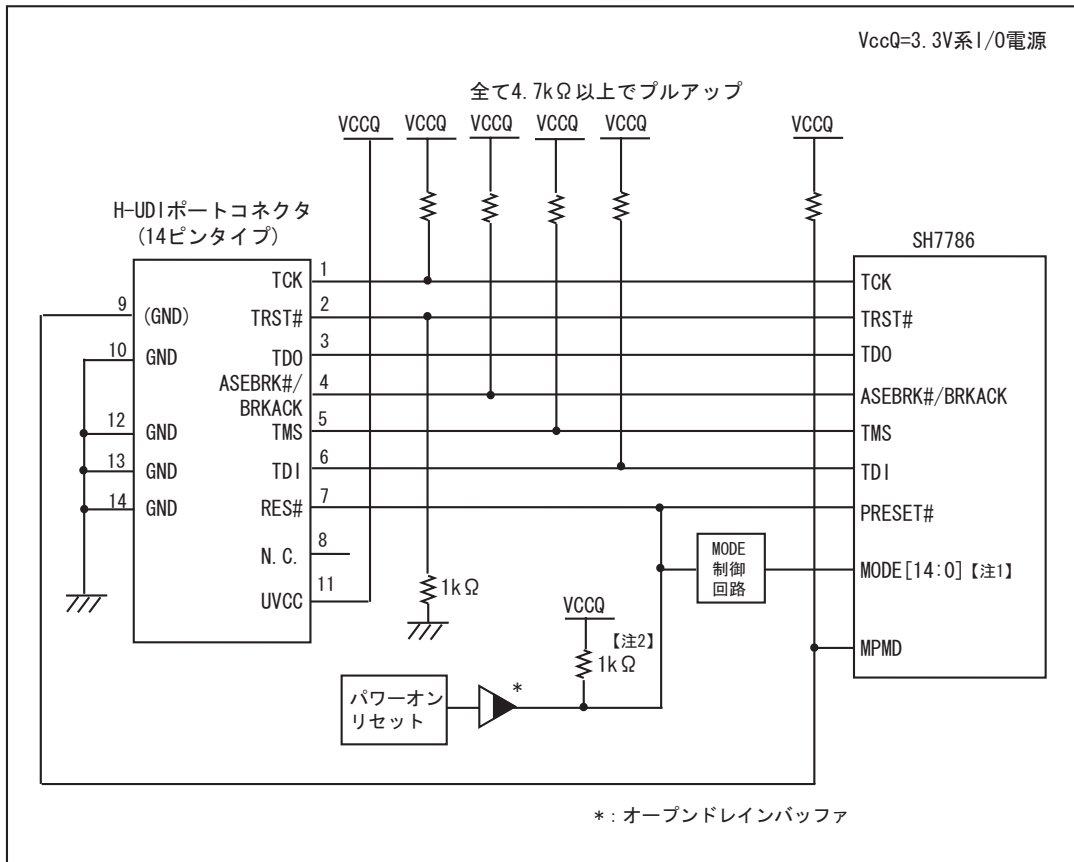 VccQ=3.3V系I/O電源
全て4.7kΩ以上でプルアップ
VCCQ
VCCQ
VCCQ
VCCQ
VCCQ
VCCQ
H-UDIポートコネクタ
(14ピンタイプ)
SH7786
TCK
1
TCK
9
(GND)
TRST#
2
TRST#
10
GND
TDO
3
TDO
ASEBRK#/
BRKACK
4
ASEBRK#/BRKACK
12
GND
TMS
5
TMS
13
GND
TDI
6
TDI
14
GND
RES#
7
PRESET#
N.C.
8
MODE
制御
回路
MODE[14:0]【注1】
UVCC
11
1kΩ
VCCQ
【注2】
1kΩ
MPMD
パワーオン
リセット
*
*:オープンドレインバッファ